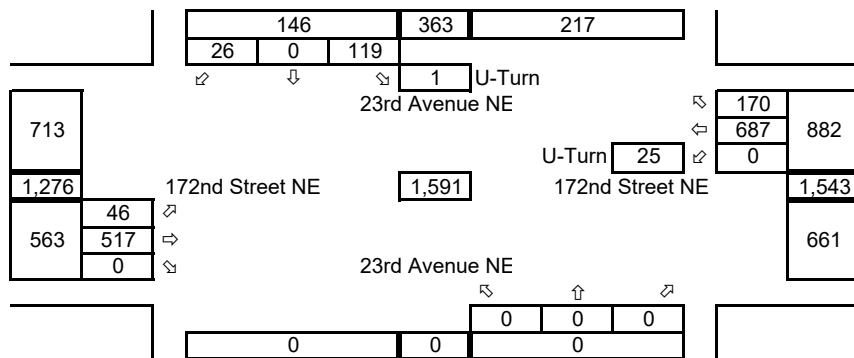 146 363 217
26 0 119
1 U-Turn
23rd Avenue NE
713
170
687
0
882
U-Turn 25
1,276 172nd Street NE 1,591 172nd Street NE 1,543
46
517
0
563
661
23rd Avenue NE
0 0 0
0 0 0